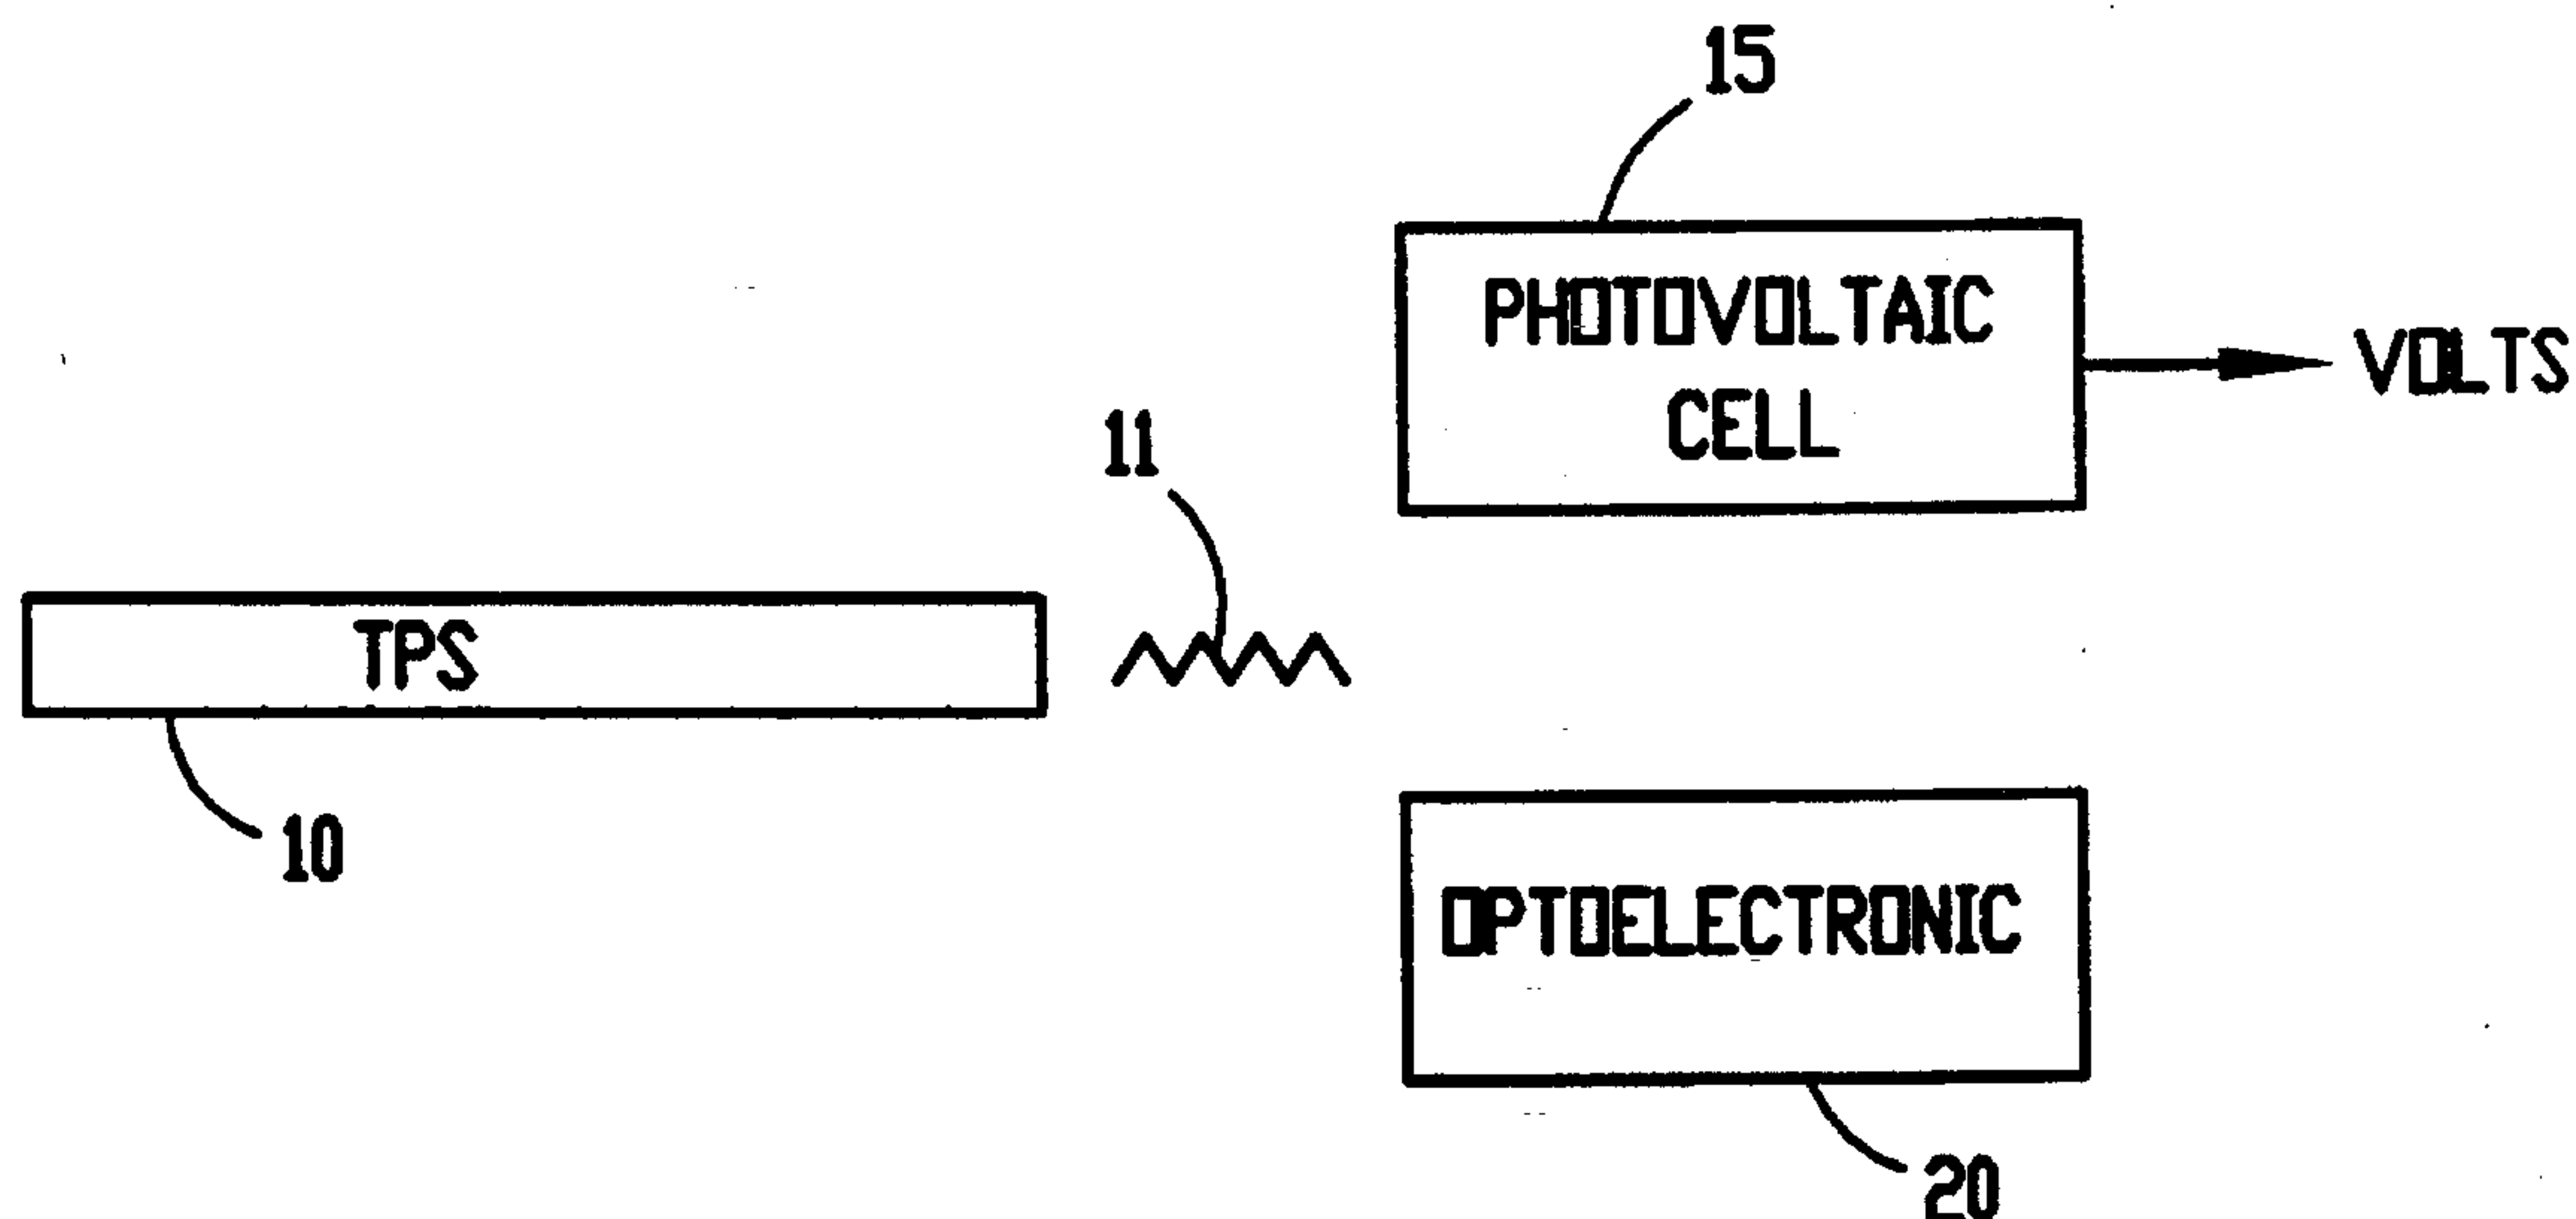 15
PHOTOVOLTAIC
CELL
VOLTS
11
TPS
10
OPTOELECTRONIC
20